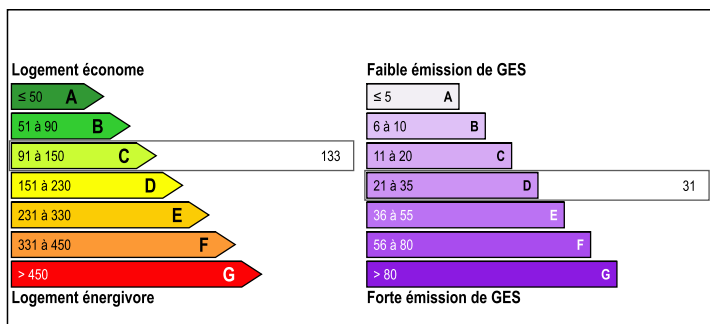 Logement économe
≤ 50 A
51 à 90 B
91 à 150 C 133
151 à 230 D
231 à 330 E
331 à 450 F
> 450 G
Logement énergivore
Faible émission de GES
≤ 5 A
6 à 10 B
11 à 20 C
21 à 35 D 31
36 à 55 E
56 à 80 F
> 80 G
Forte émission de GES